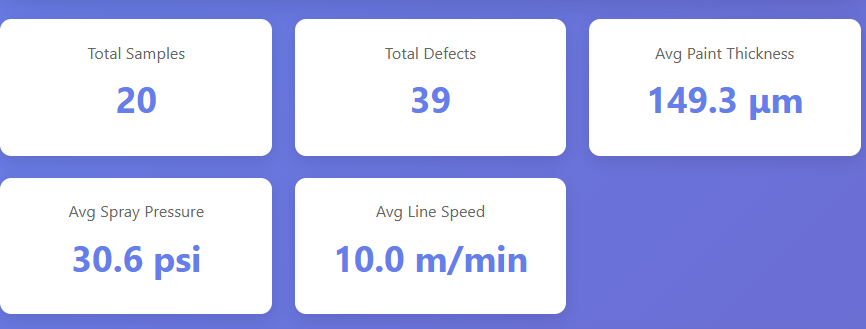 Total Samples
20
Total Defects
39
Avg Paint Thickness
149.3 µm
Avg Spray Pressure
30.6 psi
Avg Line Speed
10.0 m/min